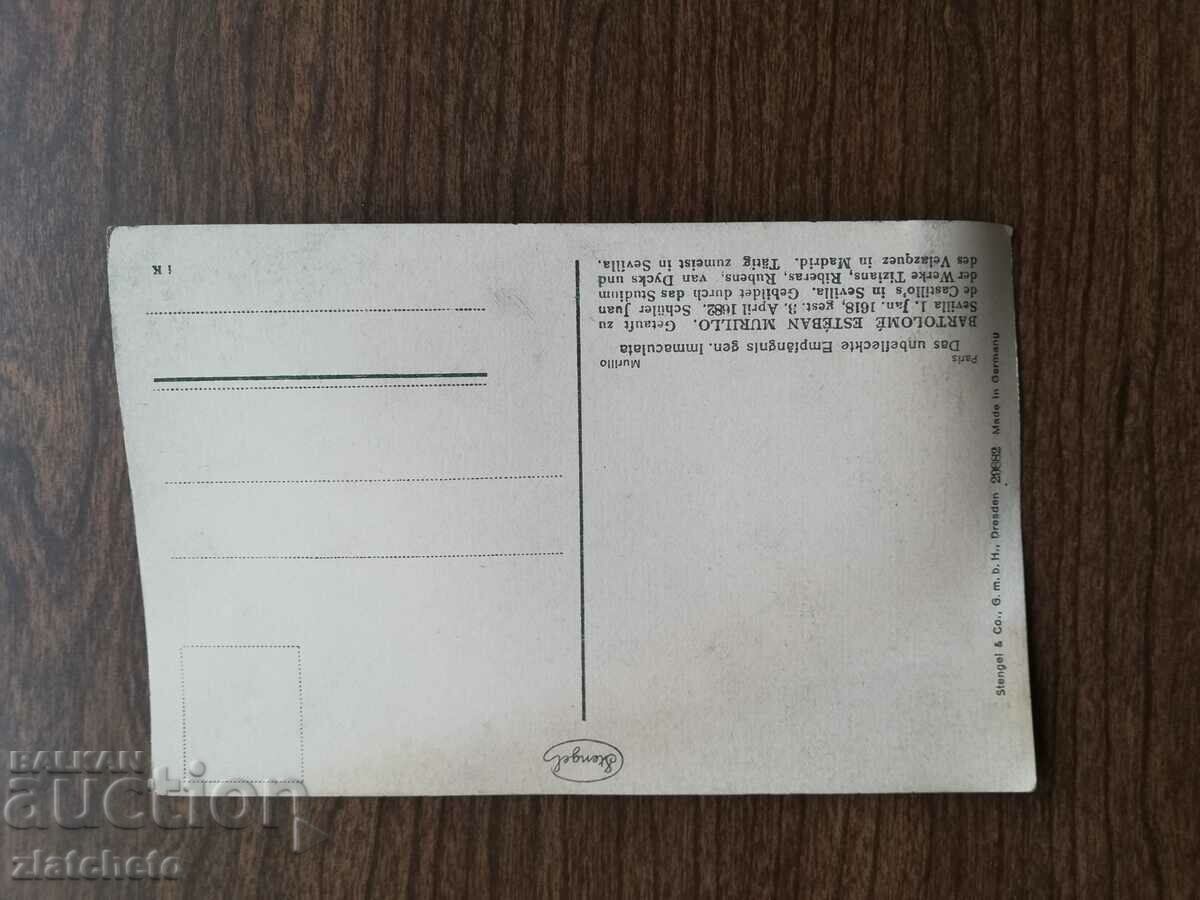 Stengel
Paris Murillo
Das unbefleckte Empfängnis gen. Immaculata
BARTOLOMÉ ESTÉBAN MURILLO. Getauft zu
Sevilla 1. Jan. 1618, gest. 3. April 1682. Schüler Juan
de Castillo's in Sevilla. Gebildet durch das Studium
der Werke Tizians, Riberas, Rubens, van Dycks und
des Velazquez in Madrid. Tätig zumeist in Sevilla.
Stengel & Co., G. m. b. H., Dresden 29682 Made in Germany
i K
BALKAN
auction
zlatcheto